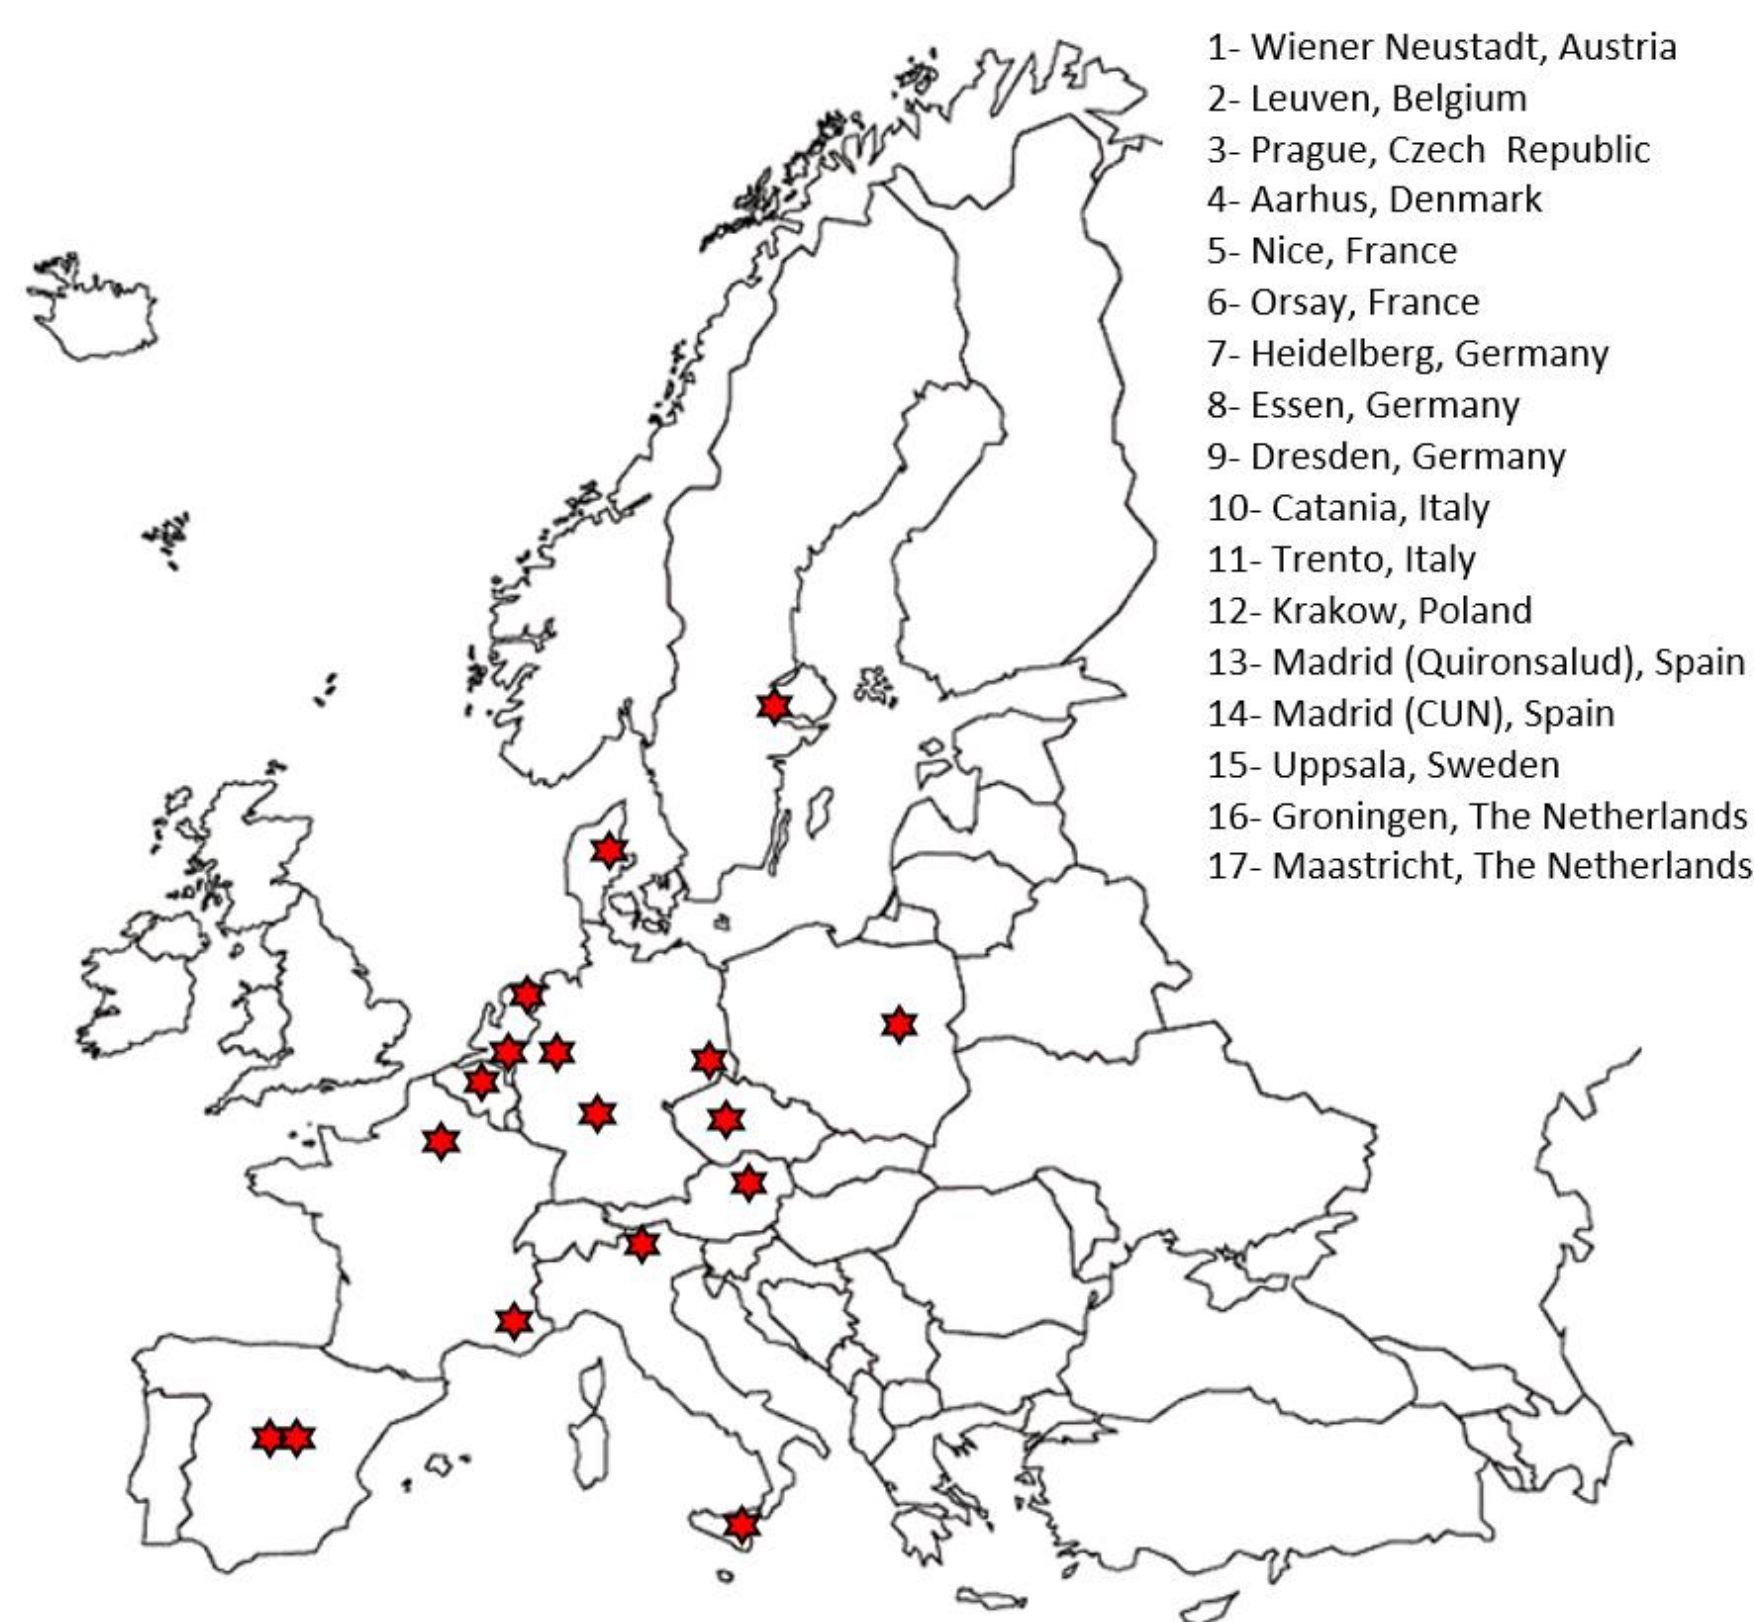 1- Wiener Neustadt, Austria
2- Leuven, Belgium
3- Prague, Czech  Republic
4- Aarhus, Denmark
5- Nice, France
6- Orsay, France
7- Heidelberg, Germany
8- Essen, Germany
9- Dresden, Germany
10- Catania, Italy
11- Trento, Italy
12- Krakow, Poland
13- Madrid (Quironsalud), Spain
14- Madrid (CUN), Spain
15- Uppsala, Sweden
16- Groningen, The Netherlands
17- Maastricht, The Netherlands